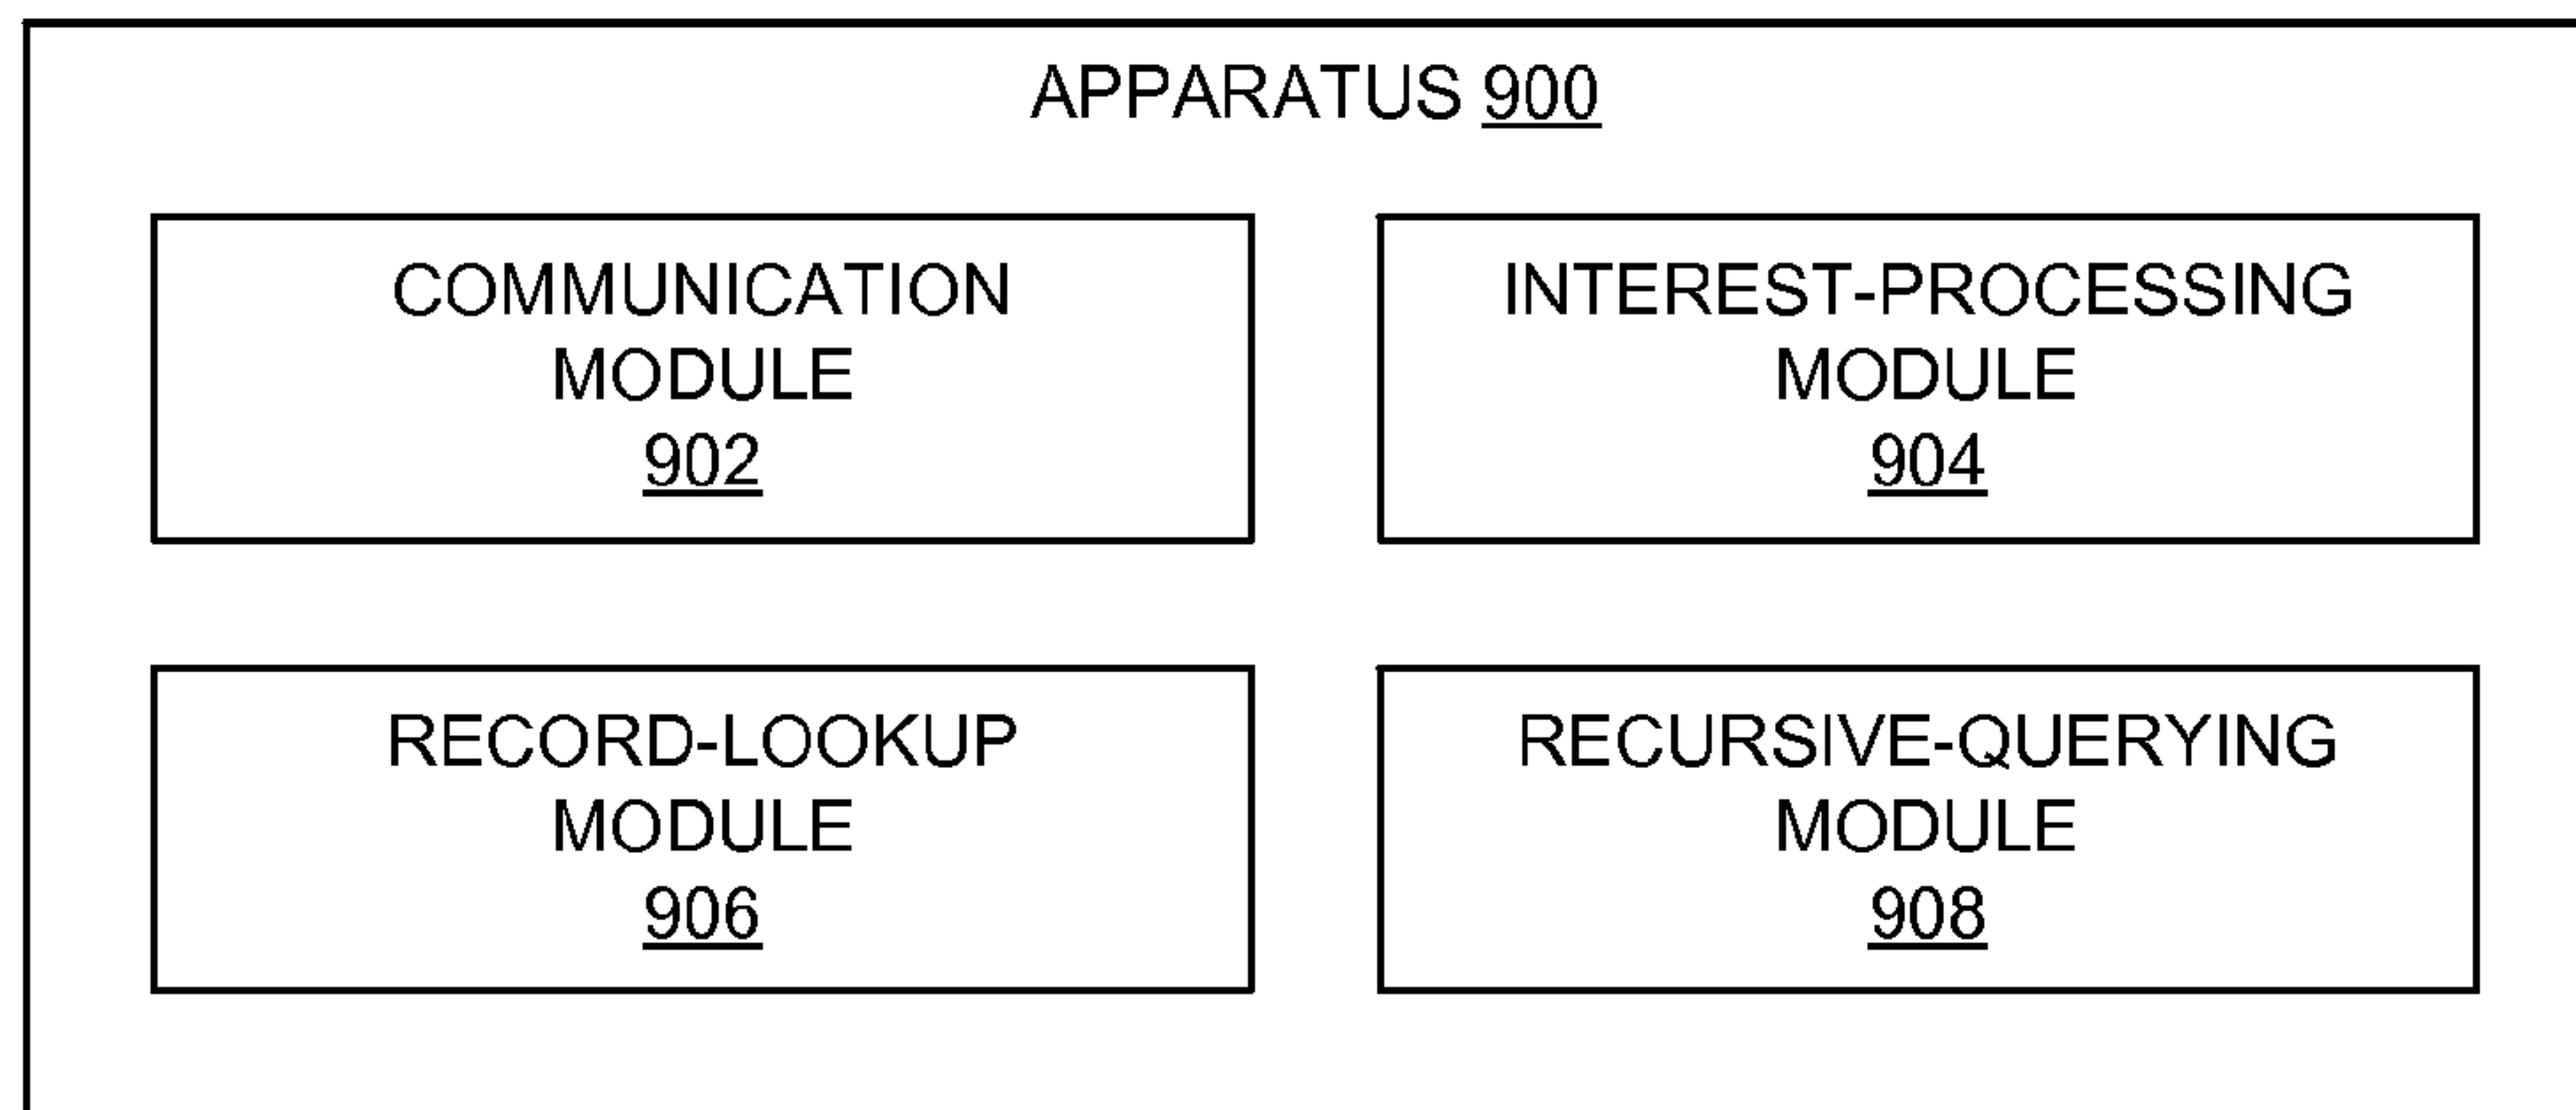 APPARATUS 900
COMMUNICATION
MODULE
902
INTEREST-PROCESSING
MODULE
904
RECORD-LOOKUP
MODULE
906
RECURSIVE-QUERYING
MODULE
908